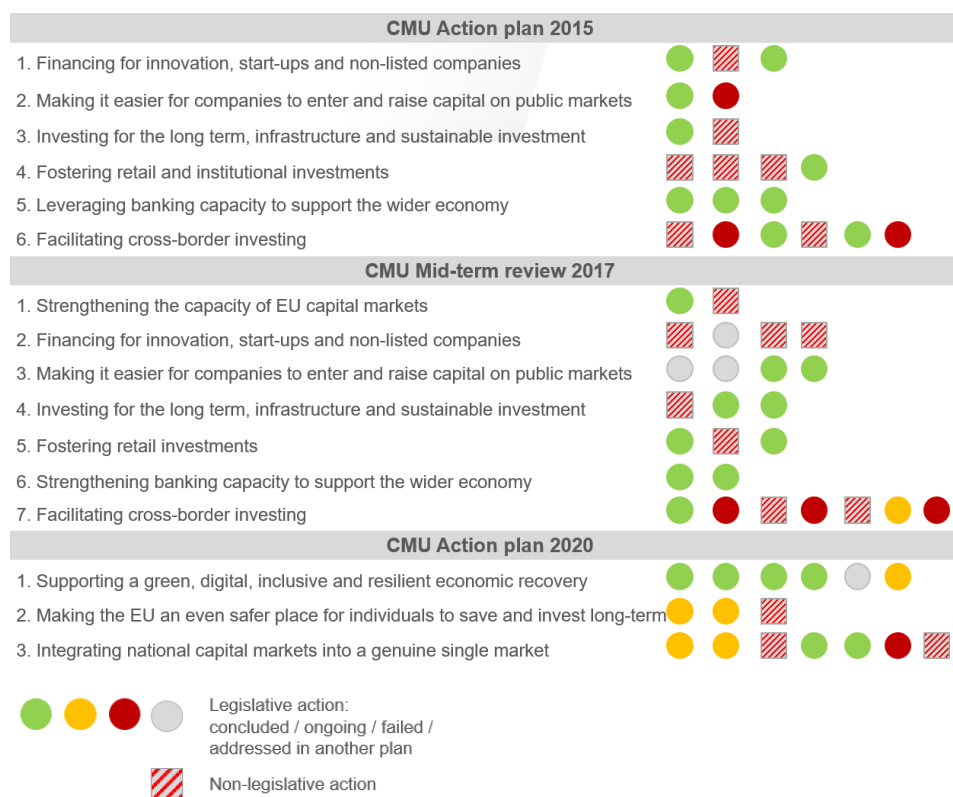 CMU Action plan 2015
1. Financing for innovation, start-ups and non-listed companies
2. Making it easier for companies to enter and raise capital on public markets
3. Investing for the long term, infrastructure and sustainable investment
4. Fostering retail and institutional investments
5. Leveraging banking capacity to support the wider economy
6. Facilitating cross-border investing
CMU Mid-term review 2017
1. Strengthening the capacity of EU capital markets
2. Financing for innovation, start-ups and non-listed companies
3. Making it easier for companies to enter and raise capital on public markets
4. Investing for the long term, infrastructure and sustainable investment
5. Fostering retail investments
6. Strengthening banking capacity to support the wider economy
7. Facilitating cross-border investing
CMU Action plan 2020
1. Supporting a green, digital, inclusive and resilient economic recovery
2. Making the EU an even safer place for individuals to save and invest long-term
3. Integrating national capital markets into a genuine single market
Legislative action:
concluded / ongoing / failed /
addressed in another plan
Non-legislative action